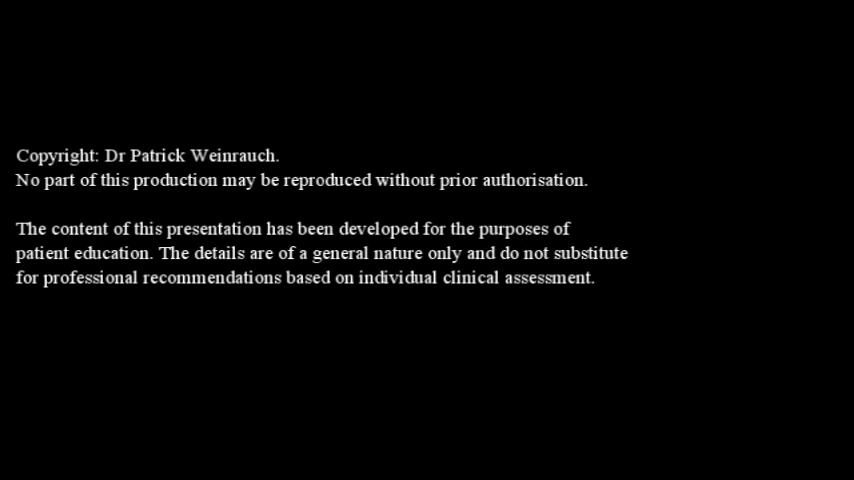 Copyright: Dr Patrick Weinrauch.
No part of this production may be reproduced without prior authorisation.
The content of this presentation has been developed for the purposes of
patient education. The details are of a general nature only and do not substitute
for professional recommendations based on individual clinical assessment.